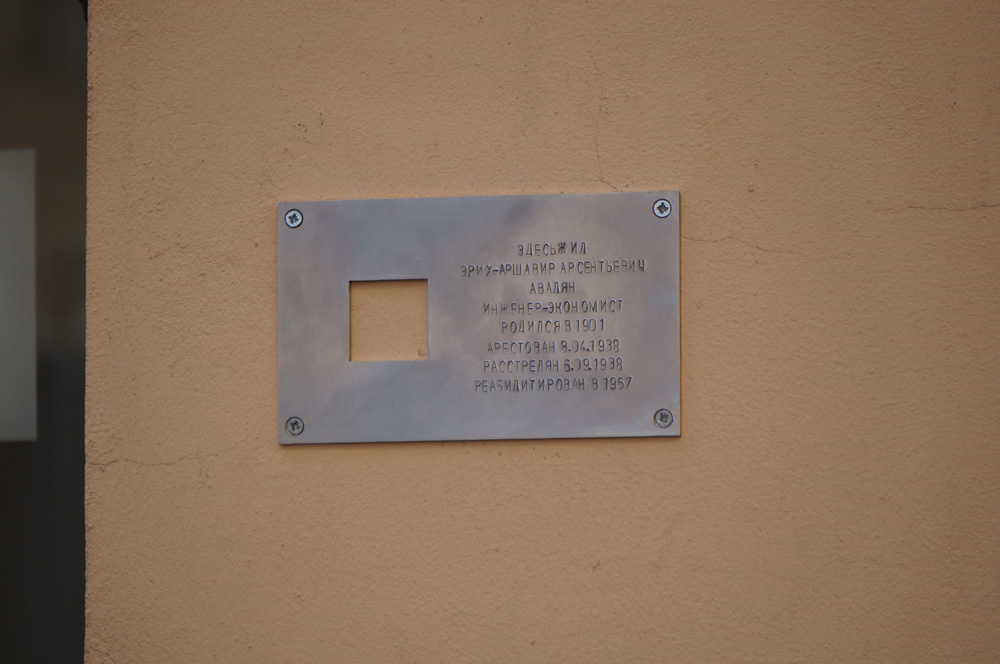 ЗДЕСЬ ЖИЛ
ЭРИХ-АРШАВИР АРСЕНТЬЕВИЧ
АВАЛЯН
ИНЖЕНЕР-ЭКОНОМИСТ
РОДИЛСЯ В 1901
АРЕСТОВАН 8.04.1938
РАССТРЕЛЯН 6.09.1938
РЕАБИЛИТИРОВАН В 1957